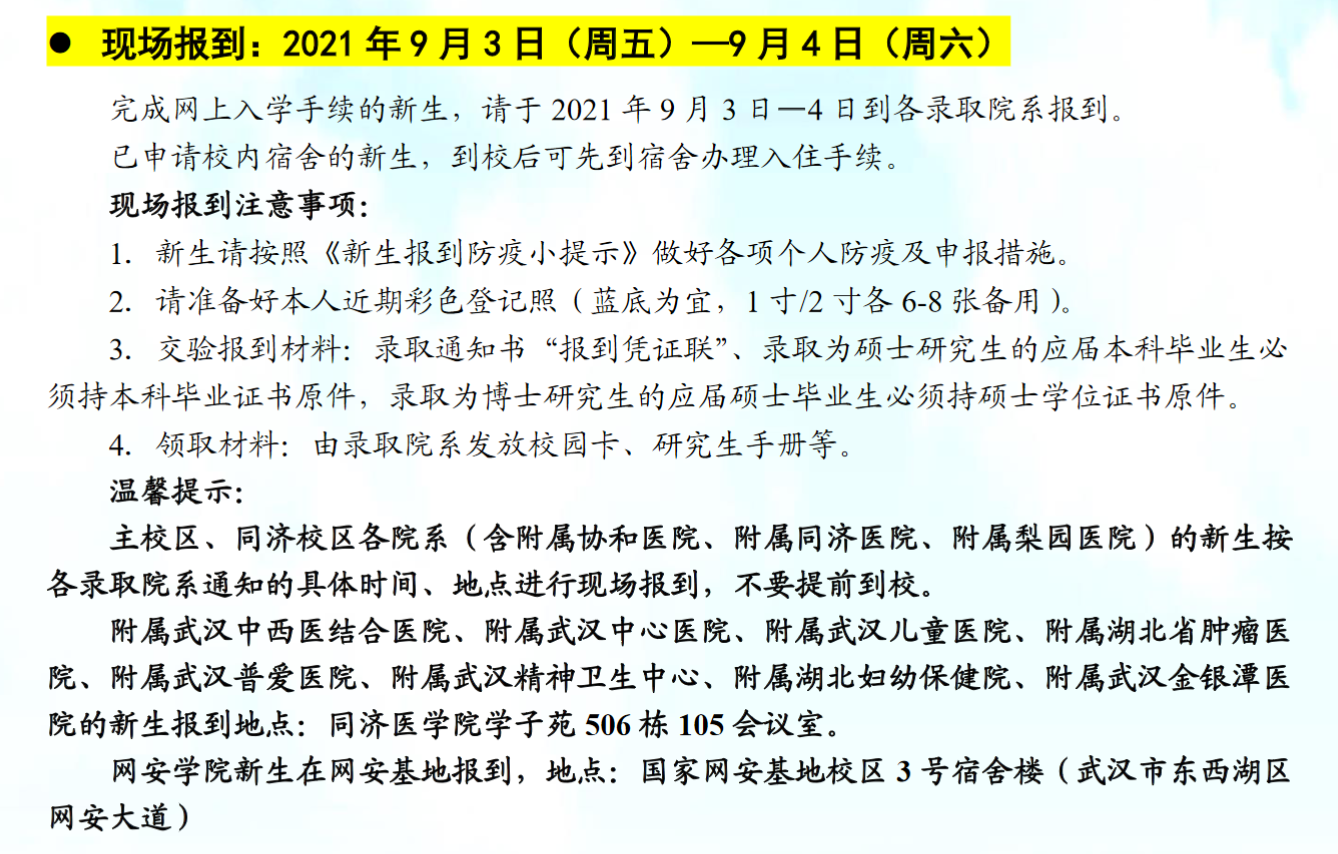 ● 现场报到：2021 年 9 月 3 日（周五）—9 月 4 日（周六）
完成网上入学手续的新生，请于 2021 年 9 月 3 日—4 日到各录取院系报到。
已申请校内宿舍的新生，到校后可先到宿舍办理入住手续。
现场报到注意事项：
1. 新生请按照《新生报到防疫小提示》做好各项个人防疫及申报措施。
2. 请准备好本人近期彩色登记照（蓝底为宜，1 寸/2 寸各 6-8 张备用）。
3. 交验报到材料：录取通知书“报到凭证联”、录取为硕士研究生的应届本科毕业生必
须持本科毕业证书原件，录取为博士研究生的应届硕士毕业生必须持硕士学位证书原件。
4. 领取材料：由录取院系发放校园卡、研究生手册等。
温馨提示：
主校区、同济校区各院系（含附属协和医院、附属同济医院、附属梨园医院）的新生按
各录取院系通知的具体时间、地点进行现场报到，不要提前到校。
附属武汉中西医结合医院、附属武汉中心医院、附属武汉儿童医院、附属湖北省肿瘤医
院、附属武汉普爱医院、附属武汉精神卫生中心、附属湖北妇幼保健院、附属武汉金银潭医
院的新生报到地点：同济医学院学子苑 506 栋 105 会议室。
网安学院新生在网安基地报到，地点：国家网安基地校区 3 号宿舍楼（武汉市东西湖区
网安大道）